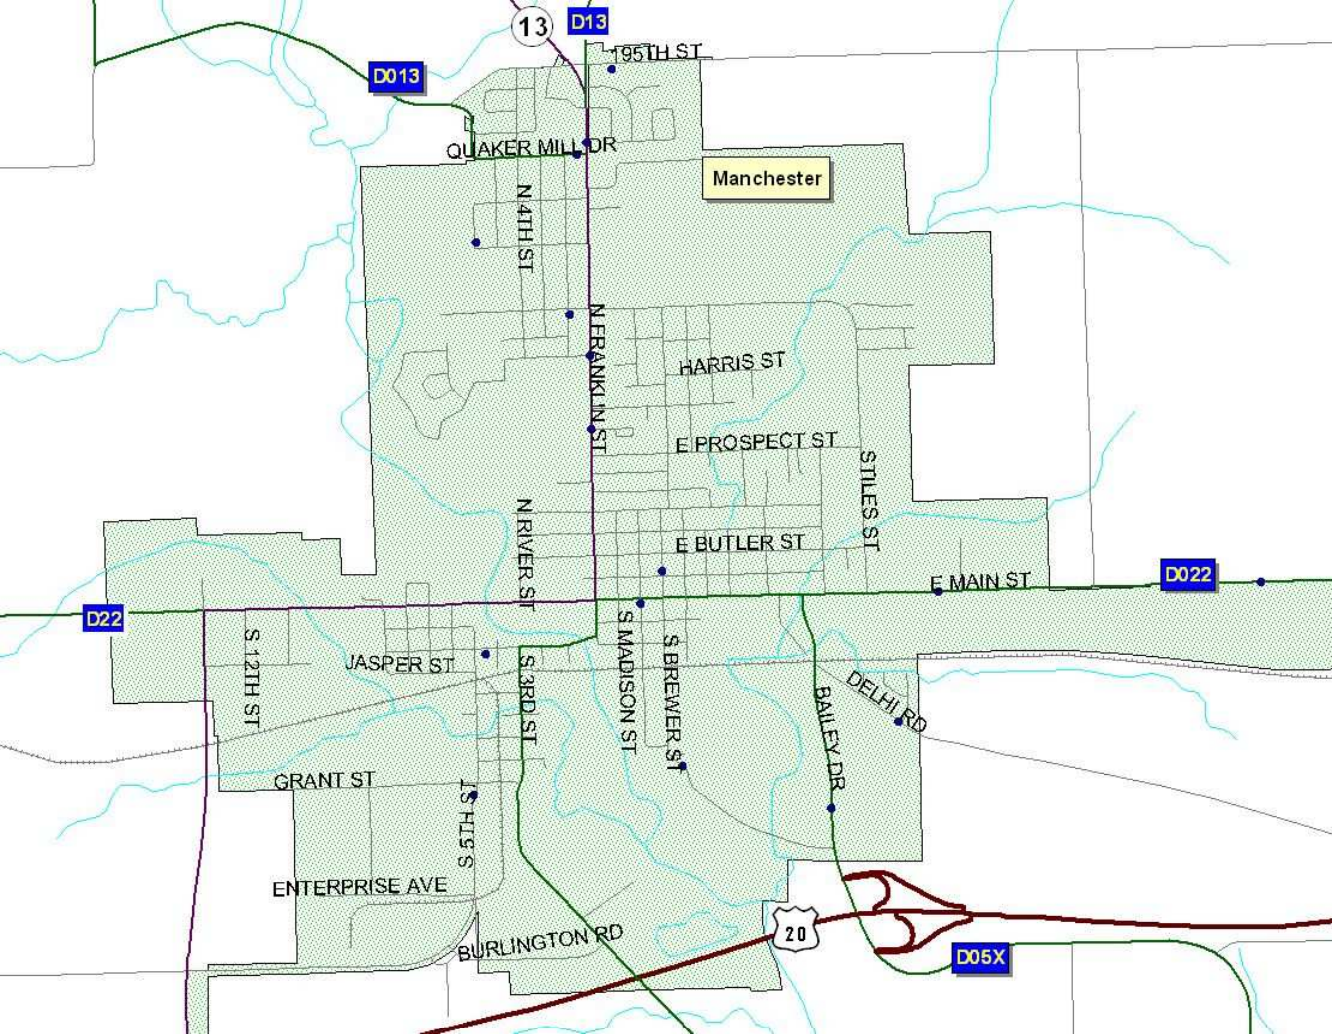 13
D13
195TH ST
D013
QUAKER MILL DR
Manchester
N 4TH ST
N FRANKLIN ST
HARRIS ST
E PROSPECT ST
STILES ST
N RIVER ST
E BUTLER ST
E MAIN ST
D022
D22
S 12TH ST
JASPER ST
S 3RD ST
S MADISON ST
S BREWER ST
BAILEY DR
DELHI RD
GRANT ST
S 5TH ST
ENTERPRISE AVE
BURLINGTON RD
20
D05X